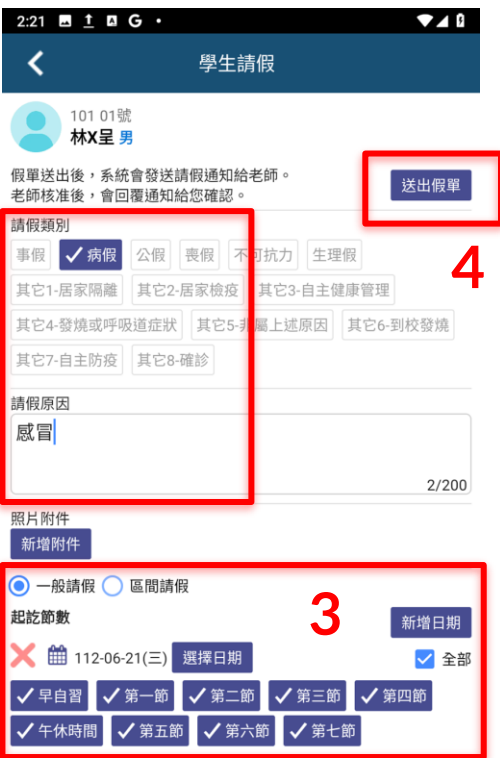 2:21
學生請假
101 01號
林X呈 男
假單送出後，系統會發送請假通知給老師。
老師核准後，會回覆通知給您確認。
送出假單
4
請假類別
事假 病假 公假 喪假 不可抗力 生理假
其它1-居家隔離 其它2-居家檢疫 其它3-自主健康管理
其它4-發燒或呼吸道症狀 其它5-非屬上述原因 其它6-到校發燒
其它7-自主防疫 其它8-確診
請假原因
感冒
2/200
照片附件
新增附件
一般請假 區間請假
起訖節數
3
新增日期
112-06-21(三) 選擇日期 全部
早自習 第一節 第二節 第三節 第四節
午休時間 第五節 第六節 第七節